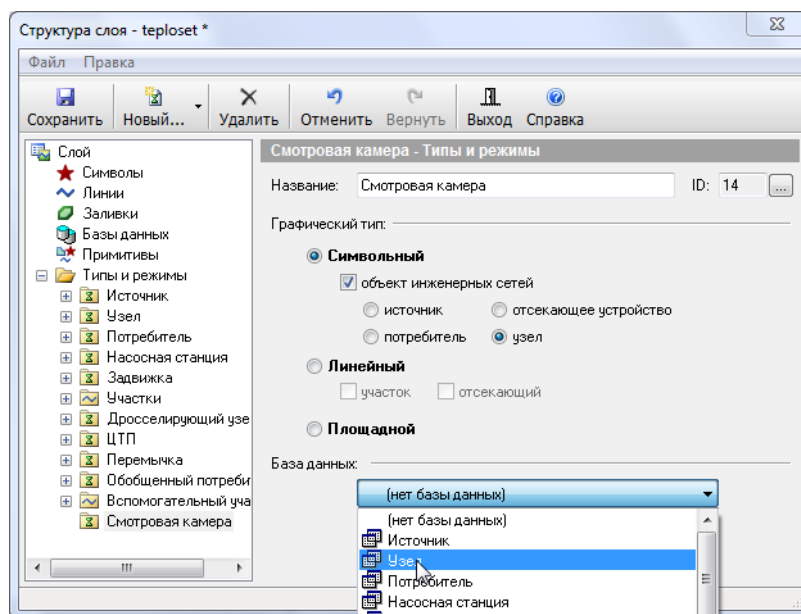 Структура слоя - teploset *
Файл Правка
Сохранить Новый... Удалить Отменить Вернуть Выход Справка
Слой
Символы
Линии
Заливки
Базы данных
Примитивы
Типы и режимы
Источник
Узел
Потребитель
Насосная станция
Задвижка
Участки
Дросселирующий узе
ЦТП
Перемычка
Обобщенный потреби
Вспомогательный уча
Смотровая камера
Смотровая камера - Типы и режимы
Название: Смотровая камера ID: 14 ...
Графический тип:
Символьный
объект инженерных сетей
источник отсекающее устройство
потребитель узел
Линейный
участок отсекающий
Площадной
База данных:
(нет базы данных)
(нет базы данных)
Источник
Узел
Потребитель
Насосная станция